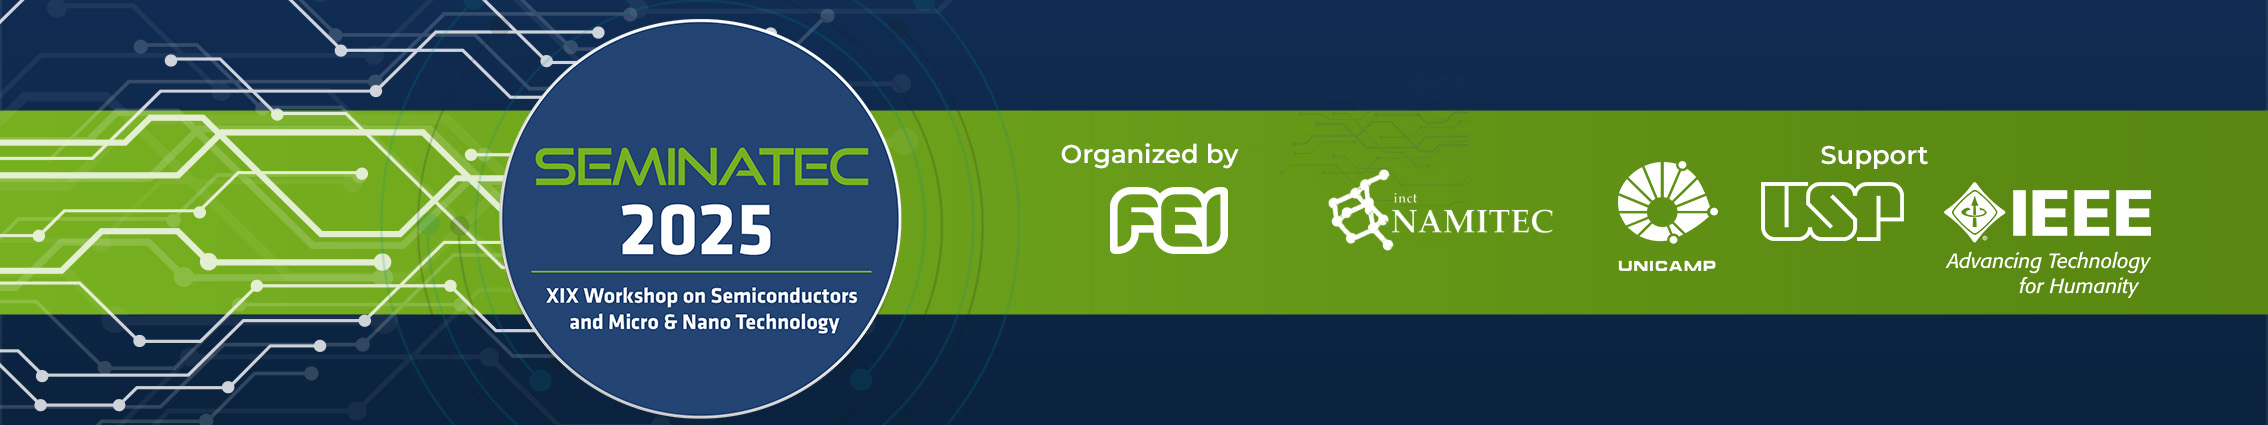 SEMINATEC
2025
XIX Workshop on Semiconductors
and Micro & Nano Technology
Organized by
FEI
inct
NAMITEC
UNICAMP
Support
USP
IEEE
Advancing Technology
for Humanity